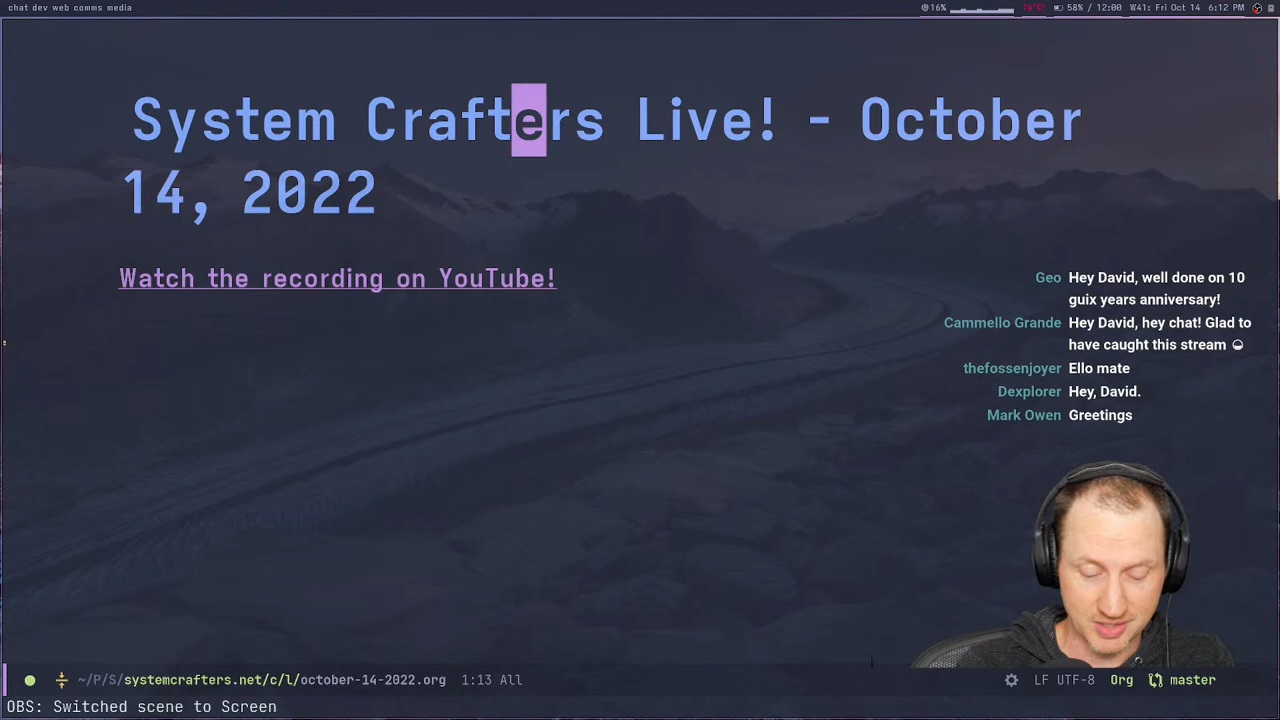 chat dev web comms media
16%
74°C!
58% / 12:00
W41: Fri Oct 14 6:12 PM
System Crafters Live! - October
14, 2022
Watch the recording on YouTube!
Geo Hey David, well done on 10
guix years anniversary!
Cammello Grande Hey David, hey chat! Glad to
have caught this stream
thefossenjoyer Ello mate
Dexplorer Hey, David.
Mark Owen Greetings
~/P/S/systemcrafters.net/c/l/october-14-2022.org 1:13 All
LF UTF-8 Org master
OBS: Switched scene to Screen